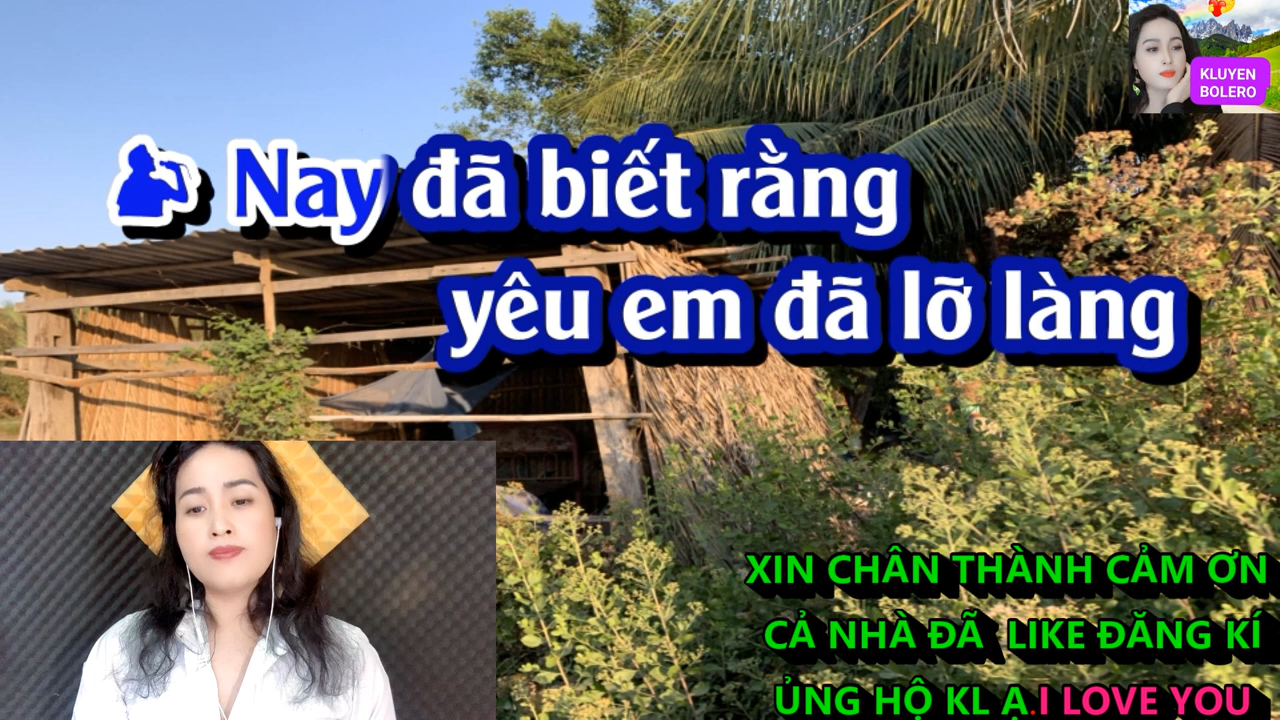 KLUYEN
BOLERO
Nay đã biết rằng
yêu em đã lỡ làng
XIN CHÂN THÀNH CẢM ƠN
CẢ NHÀ ĐÃ LIKE ĐĂNG KÍ
ỦNG HỘ KL Ạ.I LOVE YOU